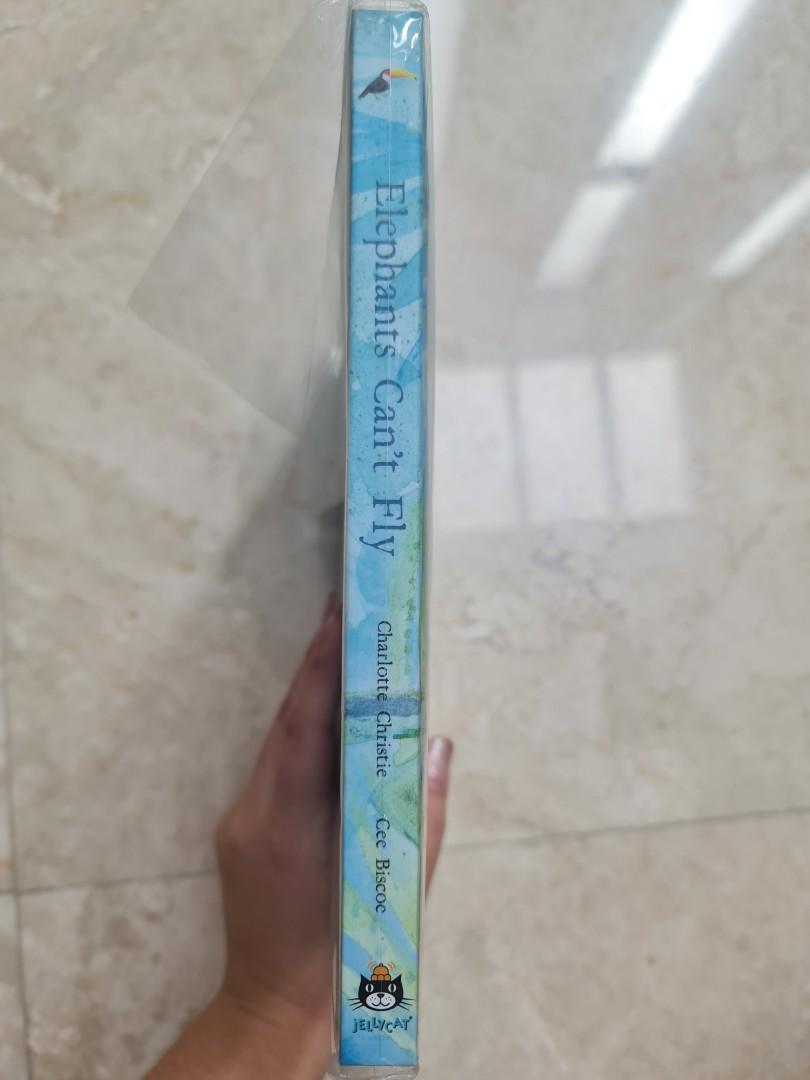 Elephants Can't Fly
Charlotte Christie
Cee Biscoe
JELLYCAT